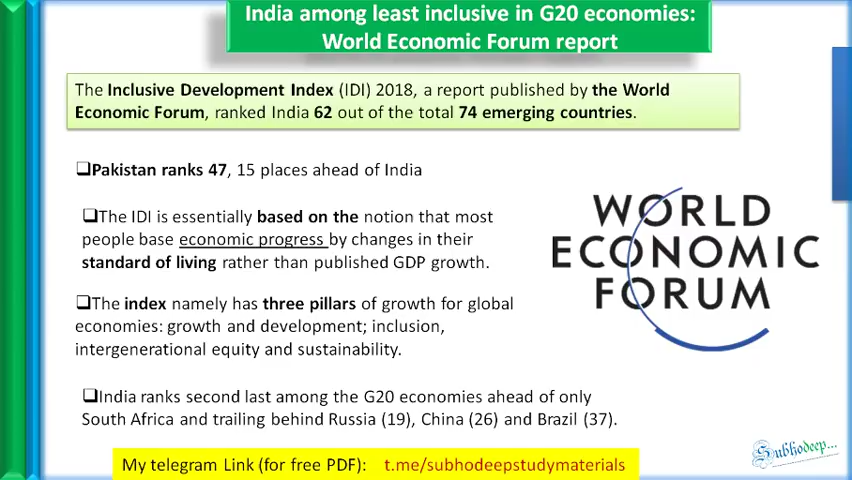 India among least inclusive in G20 economies:
World Economic Forum report
The Inclusive Development Index (IDI) 2018, a report published by the World
Economic Forum, ranked India 62 out of the total 74 emerging countries.
❑Pakistan ranks 47, 15 places ahead of India
❑The IDI is essentially based on the notion that most
people base economic progress by changes in their
standard of living rather than published GDP growth.
❑The index namely has three pillars of growth for global
economies: growth and development; inclusion,
intergenerational equity and sustainability.
❑India ranks second last among the G20 economies ahead of only
South Africa and trailing behind Russia (19), China (26) and Brazil (37).
WORLD
ECONOMIC
FORUM
My telegram Link (for free PDF): t.me/subhodeepstudymaterials
Subhodeep...